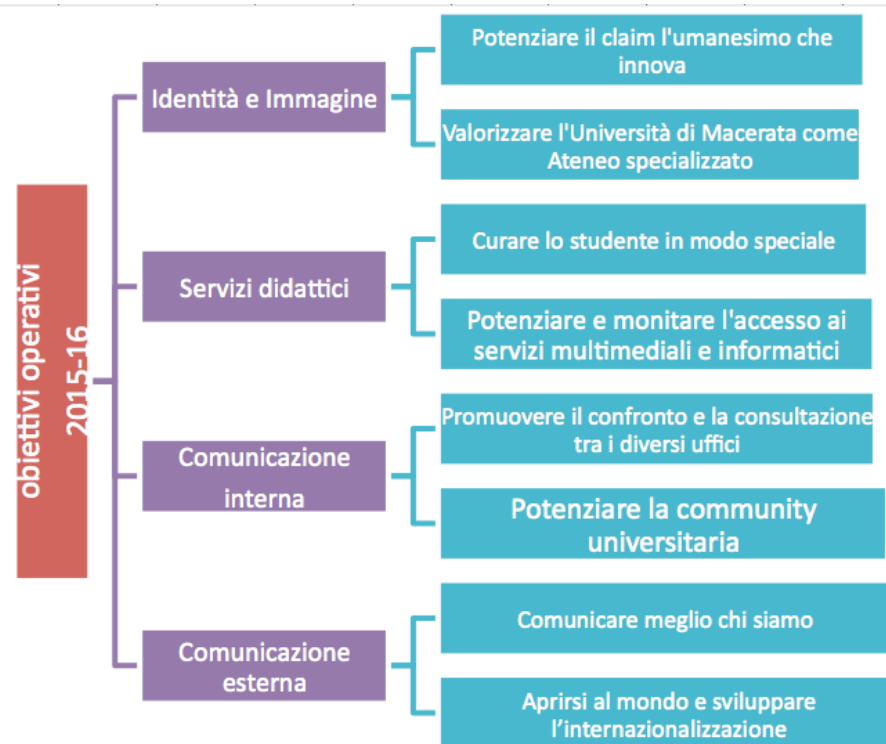 obiettivi operativi
2015-16
Identità e Immagine
Potenziare il claim l'umanesimo che
innova
Valorizzare l'Università di Macerata come
Ateneo specializzato
Servizi didattici
Curare lo studente in modo speciale
Potenziare e monitare l'accesso ai
servizi multimediali e informatici
Comunicazione
interna
Promuovere il confronto e la consultazione
tra i diversi uffici
Potenziare la community
universitaria
Comunicazione
esterna
Comunicare meglio chi siamo
Aprirsi al mondo e sviluppare
l’internazionalizzazione